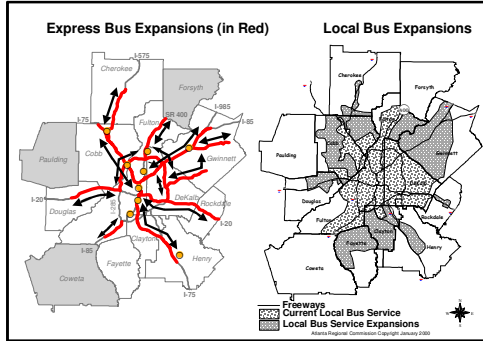 Express Bus Expansions (in Red)
I-575
Cherokee
Forsyth
I-75
SR 400
I-985
I-85
Fulton
Paulding
Cobb
Gwinnett
I-20
Douglas
I-285
DeKalb
Rockdale
I-20
Clayton
I-85
Fayette
Henry
Coweta
I-75
Local Bus Expansions
Cherokee
Forsyth
Fulton
Cobb
Paulding
Gwinnett
DeKalb
Douglas
Rockdale
Fulton
Clayton
Fayette
Henry
Coweta
Freeways
Current Local Bus Service
Local Bus Service Expansions
Atlanta Regional Commission Copyright January 2000